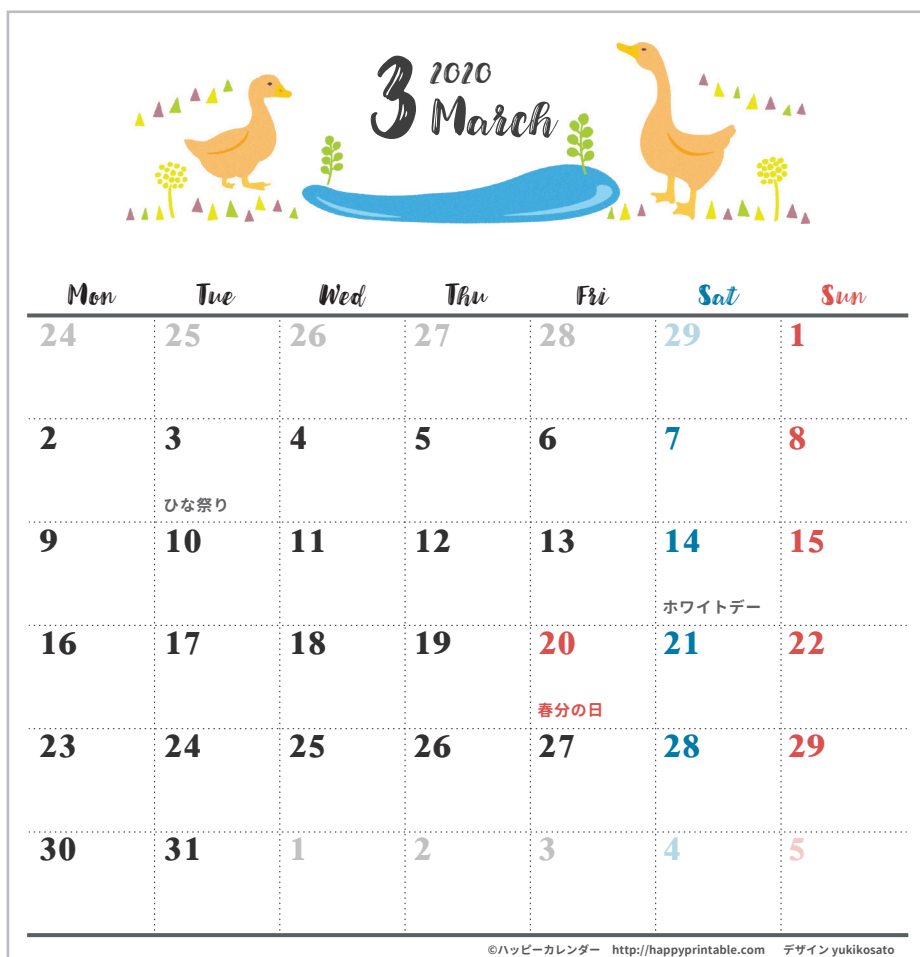 3 2020
March
Mon Tue Wed Thu Fri Sat Sun
24 25 26 27 28 29 1
2 3 4 5 6 7 8
ひな祭り
9 10 11 12 13 14 15
ホワイトデー
16 17 18 19 20 21 22
春分の日
23 24 25 26 27 28 29
30 31 1 2 3 4 5
©ハッピーカレンダー http://happyprintable.com デザイン yukikosato